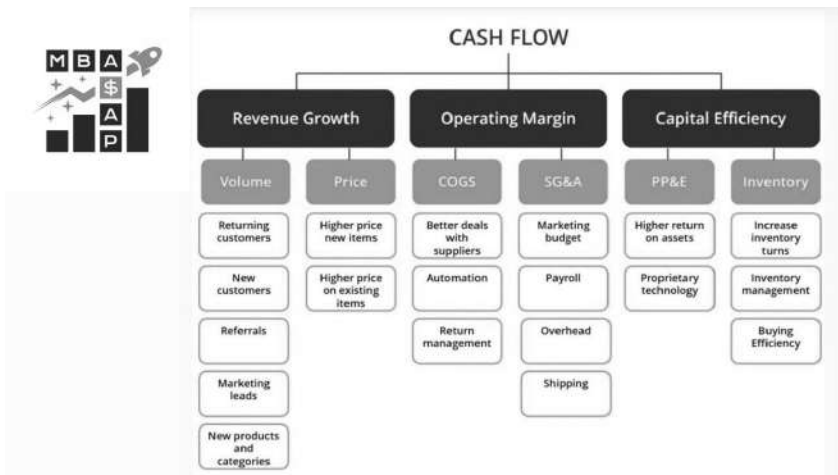 MBA
$
A
P
CASH FLOW
Revenue Growth
Operating Margin
Capital Efficiency
Volume
Price
COGS
SG&A
PP&E
Inventory
Returning
customers
New
customers
Referrals
Marketing
leads
New products
and
categories
Higher price
new items
Higher price
on existing
items
Better deals
with
suppliers
Automation
Return
management
Marketing
budget
Payroll
Overhead
Shipping
Higher return
on assets
Proprietary
technology
Increase
inventory
turns
Inventory
management
Buying
Efficiency